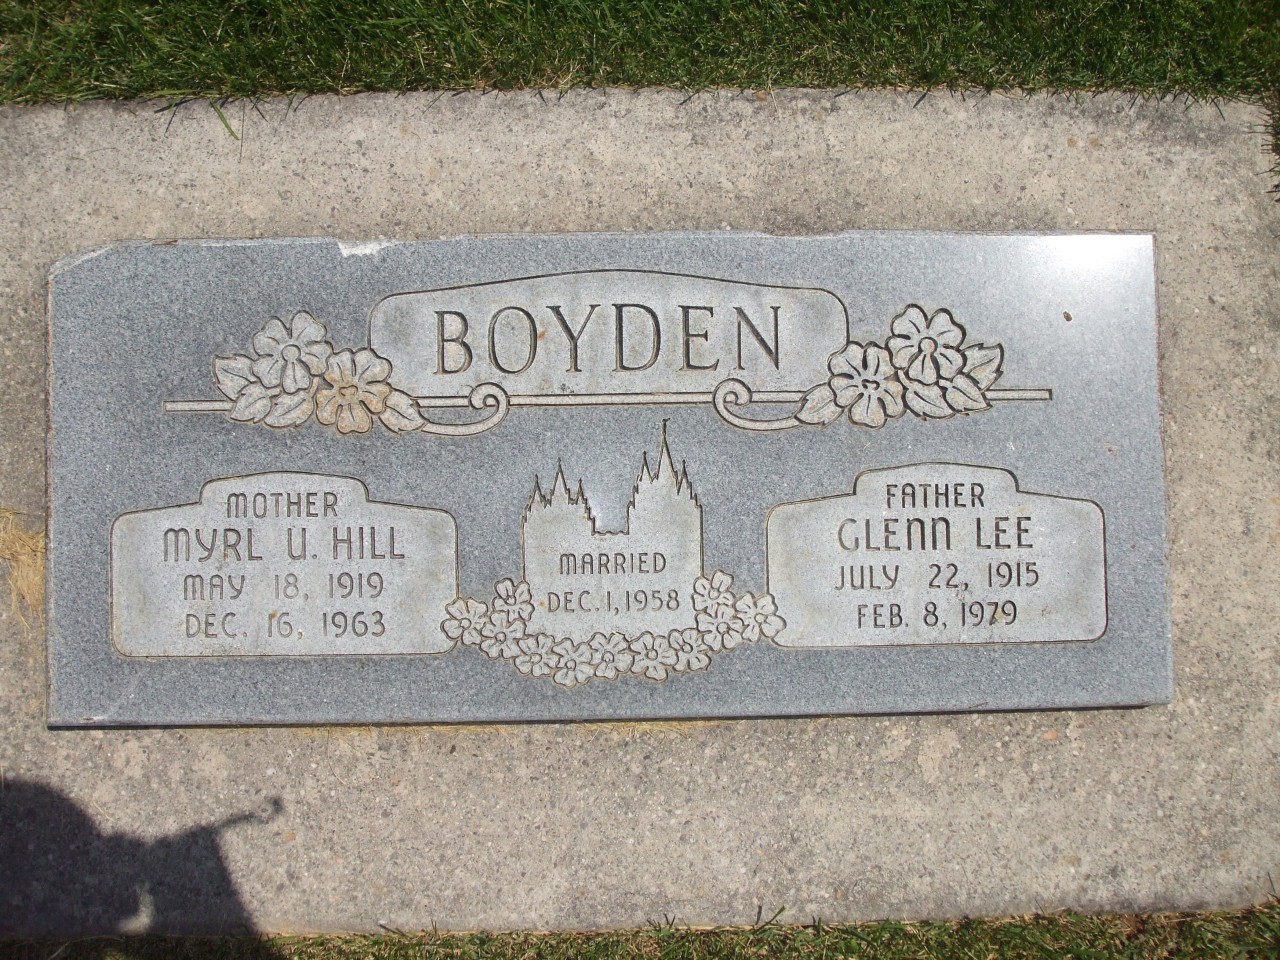 BOYDEN
MOTHER
MYRL U. HILL
MAY 18, 1919
DEC. 16, 1963
MARRIED
DEC. 1, 1958
FATHER
GLENN LEE
JULY 22, 1915
FEB. 8, 1979